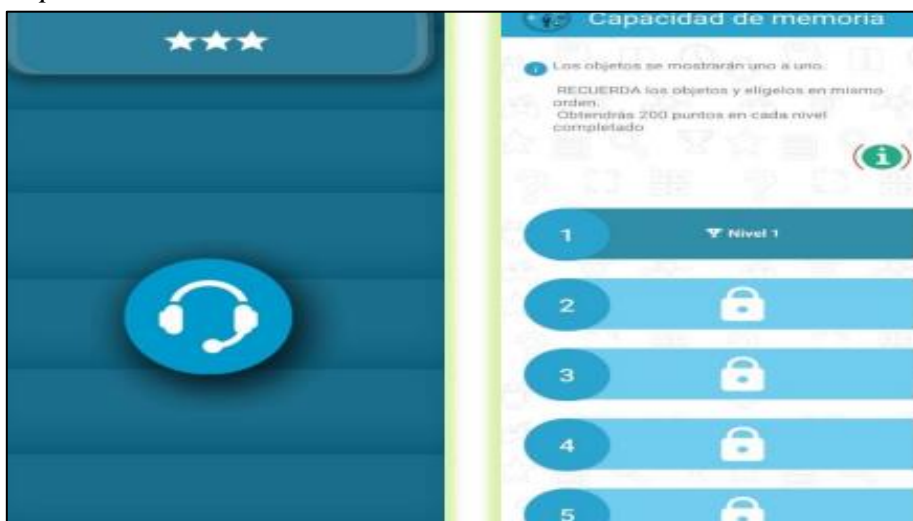 Capacidad de memoria
Los objetos se mostrarán uno a uno.
RECUERDA los objetos y elígelos en mismo
orden.
Obtendrás 200 puntos en cada nivel
completado
1 Nivel 1
2
3
4
5